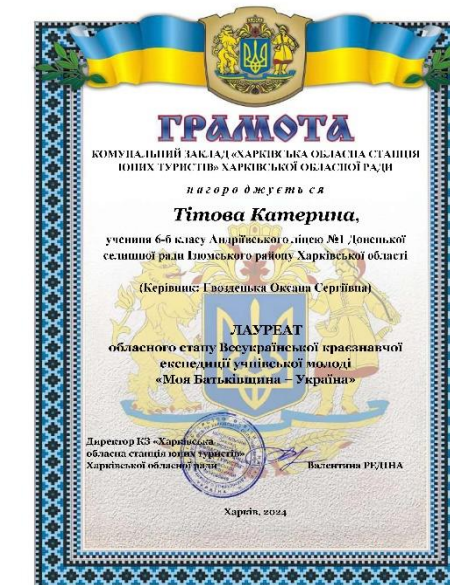 ГРАМОТА
КОМУНАЛЬНИЙ ЗАКЛАД «ХАРКІВСЬКА ОБЛАСНА СТАНЦІЯ
ЮНИХ ТУРИСТІВ» ХАРКІВСЬКОЇ ОБЛАСНОЇ РАДИ
нагороджується
Тітова Катерина,
учениця 6-б класу Андріївського ліцею №1 Донецької
селищної ради Ізюмського району Харківської області
(Керівник: Гвозденька Оксана Сергіївна)
ЛАУРЕАТ
обласного етапу Всеукраїнської краєзнавчої
експедиції учнівської молоді
«Моя Батьківщина – Україна»
Директор КЗ «Харківська
обласна станція юних туристів»
Харківської обласної ради
Валентина РЕДІНА
Харків, 2024